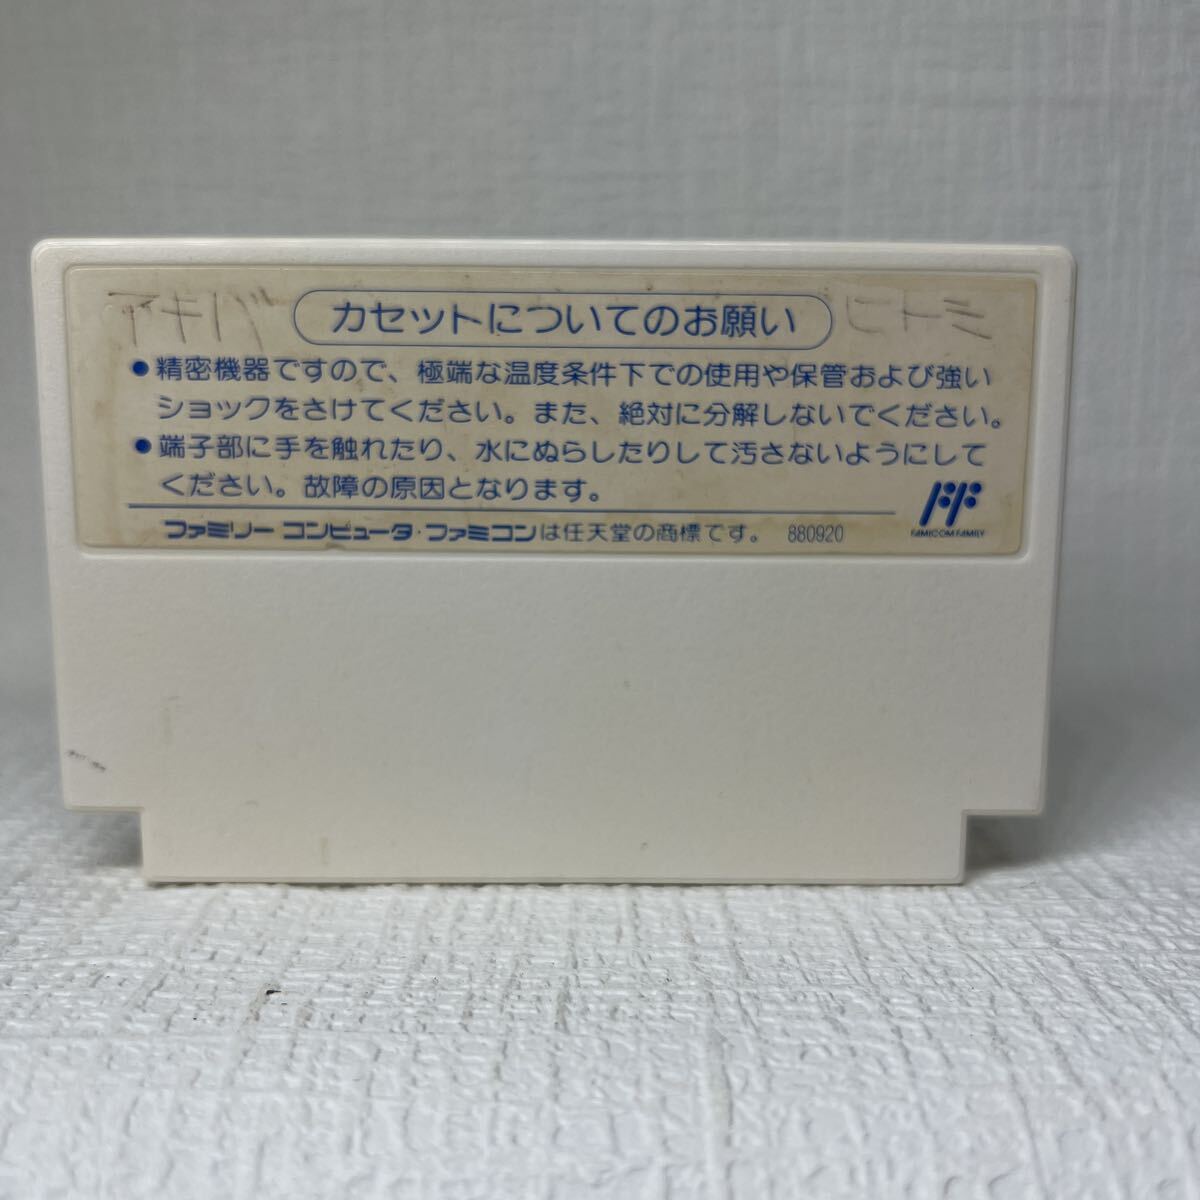 カセットについてのお願い
●精密機器ですので、極端な温度条件下での使用や保管および強い
ショックをさけてください。また、絶対に分解しないでください。
●端子部に手を触れたり、水にぬらしたりして汚さないようにして
ください。故障の原因となります。
ファミリーコンピュータ・ファミコンは任天堂の商標です。 880920
FAMICOM FAMILY